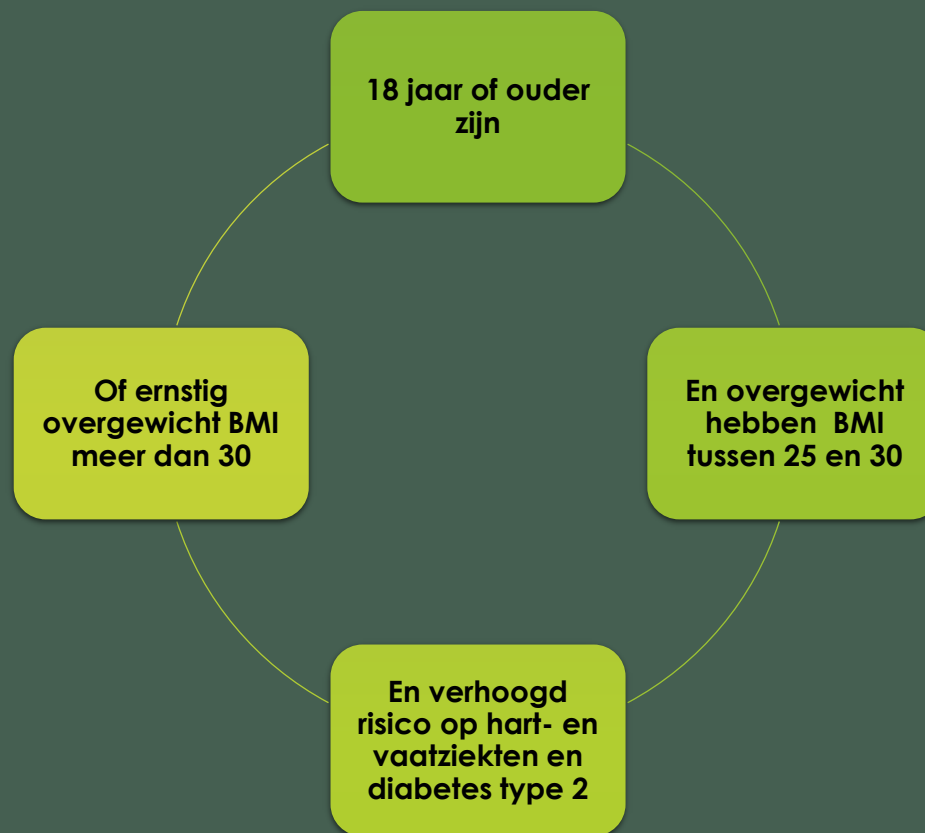 18 jaar of ouder
zijn
En overgewicht
hebben BMI
tussen 25 en 30
En verhoogd
risico op hart- en
vaatziekten en
diabetes type 2
Of ernstig
overgewicht BMI
meer dan 30